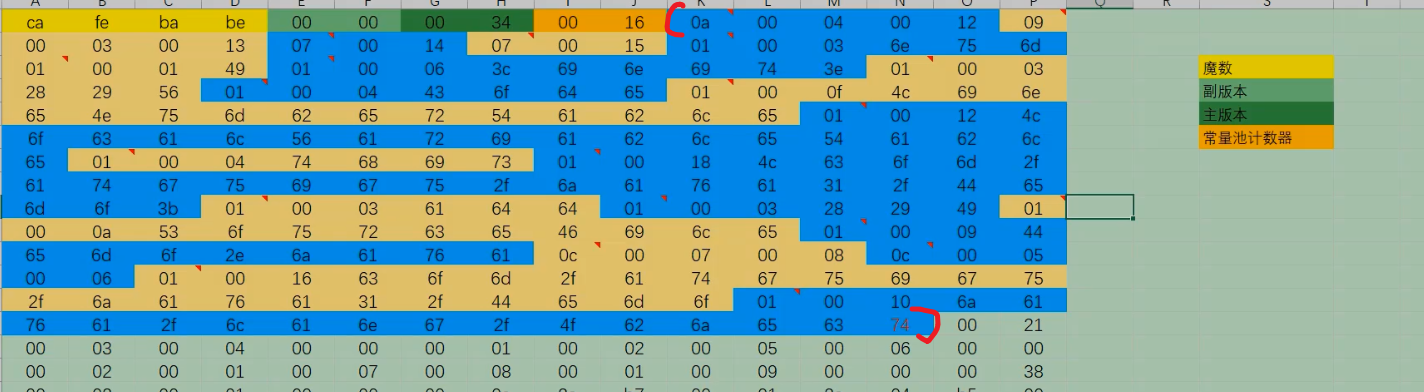 A B C D E F G H I J K L M N O P Q R S T
ca fe ba be 00 00 00 34 00 16 0a 00 04 00 12 09
00 03 00 13 07 00 14 07 00 15 01 00 03 6e 75 6d
01 00 01 49 01 00 06 3c 69 6e 69 74 3e 01 00 03 魔数
28 29 56 01 00 04 43 6f 64 65 01 00 0f 4c 69 6e 副版本
65 4e 75 6d 62 65 72 54 61 62 6c 65 01 00 12 4c 主版本
6f 63 61 6c 56 61 72 69 61 62 6c 65 54 61 62 6c 常量池计数器
65 01 00 04 74 68 69 73 01 00 18 4c 63 6f 6d 2f
61 74 67 75 69 67 75 2f 6a 61 76 61 31 2f 44 65
6d 6f 3b 01 00 03 61 64 64 01 00 03 28 29 49 01
00 0a 53 6f 75 72 63 65 46 69 6c 65 01 00 09 44
65 6d 6f 2e 6a 61 76 61 0c 00 07 00 08 0c 00 05
00 06 01 00 16 63 6f 6d 2f 61 74 67 75 69 67 75
2f 6a 61 76 61 31 2f 44 65 6d 6f 01 00 10 6a 61
76 61 2f 6c 61 6e 67 2f 4f 62 6a 65 63 74 00 21
00 03 00 04 00 00 00 01 00 02 00 05 00 06 00 00
00 02 00 01 00 07 00 08 00 01 00 09 00 00 00 38